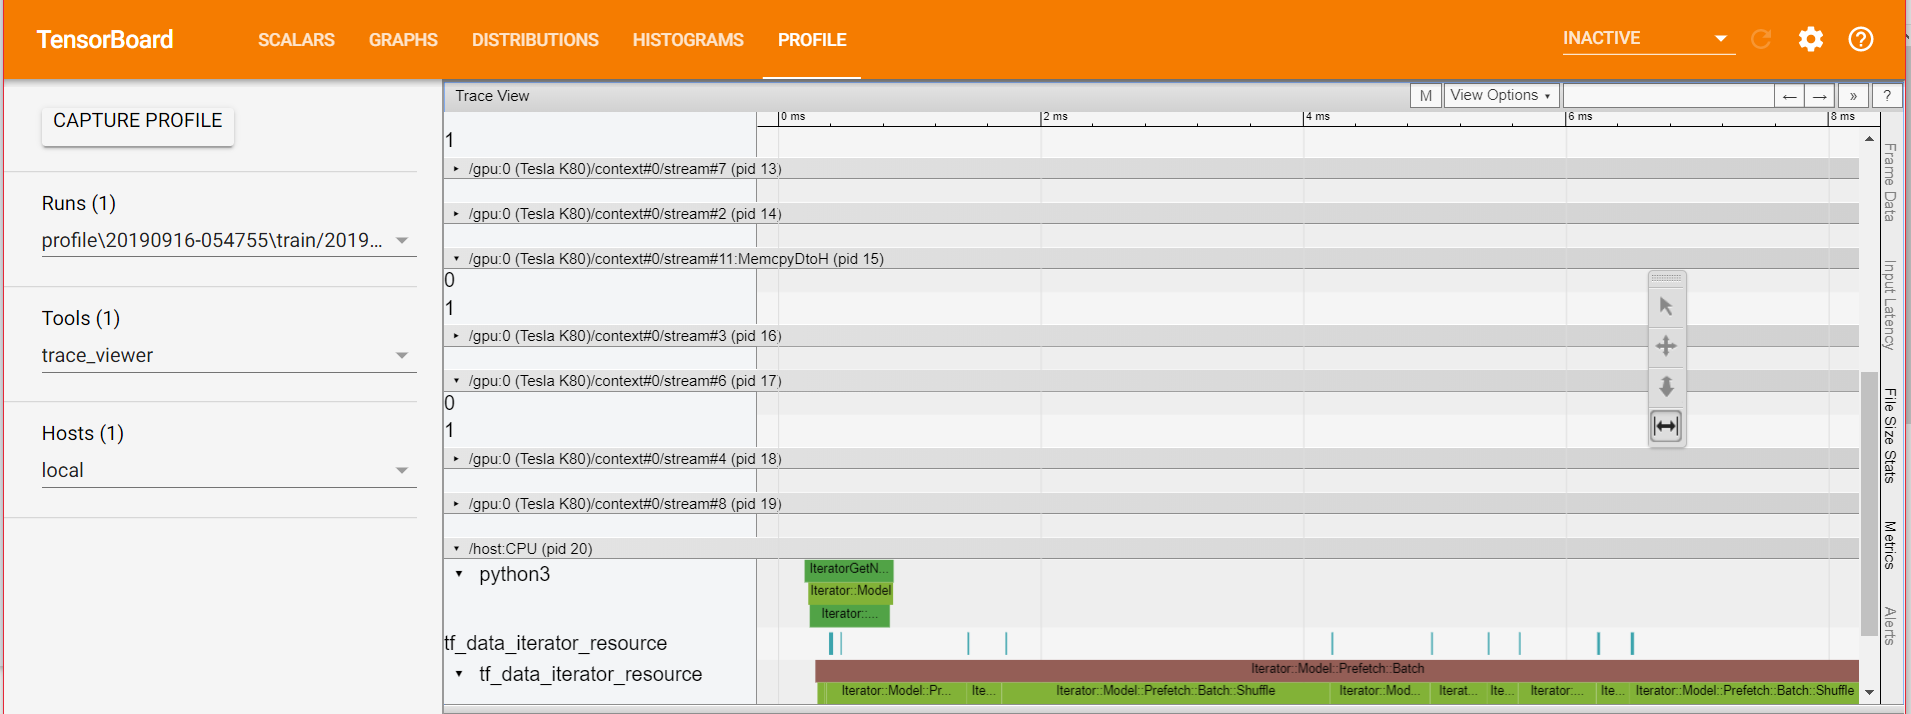 TensorBoard SCALARS GRAPHS DISTRIBUTIONS HISTOGRAMS PROFILE INACTIVE
CAPTURE PROFILE
Runs (1)
profile\20190916-054755\train/2019...
Tools (1)
trace_viewer
Hosts (1)
local
Trace View M View Options ← → » ?
0 ms 2 ms 4 ms 6 ms 8 ms
1
/gpu:0 (Tesla K80)/context#0/stream#7 (pid 13)
/gpu:0 (Tesla K80)/context#0/stream#2 (pid 14)
/gpu:0 (Tesla K80)/context#0/stream#11:MemcpyDtoH (pid 15)
0
1
/gpu:0 (Tesla K80)/context#0/stream#3 (pid 16)
/gpu:0 (Tesla K80)/context#0/stream#6 (pid 17)
0
1
/gpu:0 (Tesla K80)/context#0/stream#4 (pid 18)
/gpu:0 (Tesla K80)/context#0/stream#8 (pid 19)
/host:CPU (pid 20)
python3
IteratorGetN...
Iterator::Model
Iterator::...
tf_data_iterator_resource
tf_data_iterator_resource
Iterator::Model::Prefetch::Batch
Iterator::Model::Pr... Ite... Iterator::Model::Prefetch::Batch::Shuffle Iterator::Mod... Iterat... Ite... Iterator:... Ite... Iterator::Model::Prefetch::Batch::Shuffle
Frame Data
Input Latency
File Size Stats
Metrics
Alerts